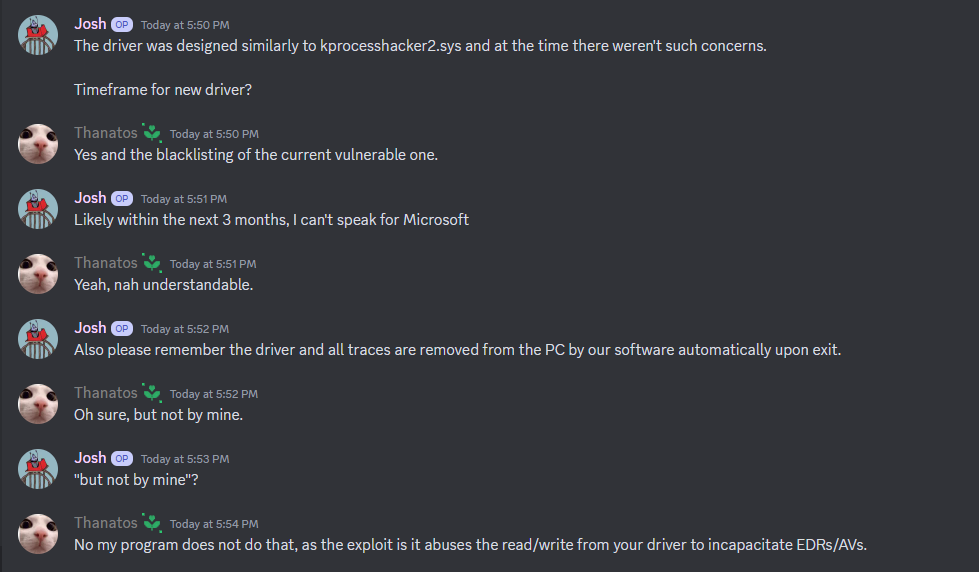 Josh OP Today at 5:50 PM
The driver was designed similarly to kprocesshacker2.sys and at the time there weren't such concerns.
Timeframe for new driver?
Thanatos Today at 5:50 PM
Yes and the blacklisting of the current vulnerable one.
Josh OP Today at 5:51 PM
Likely within the next 3 months, I can't speak for Microsoft
Thanatos Today at 5:51 PM
Yeah, nah understandable.
Josh OP Today at 5:52 PM
Also please remember the driver and all traces are removed from the PC by our software automatically upon exit.
Thanatos Today at 5:52 PM
Oh sure, but not by mine.
Josh OP Today at 5:53 PM
"but not by mine"?
Thanatos Today at 5:54 PM
No my program does not do that, as the exploit is it abuses the read/write from your driver to incapacitate EDRs/AVs.